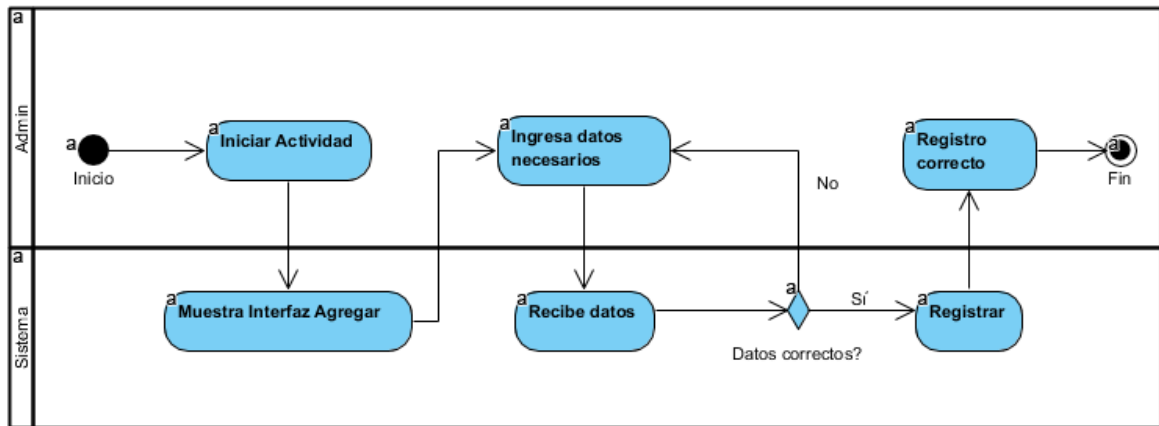 a
Admin
a
Inicio
a
Iniciar Actividad
a
Ingresa datos
necesarios
No
a
Registro
correcto
a
Fin
a
Sistema
a
Muestra Interfaz Agregar
a
Recibe datos
a
Datos correctos?
Sí
a
Registrar